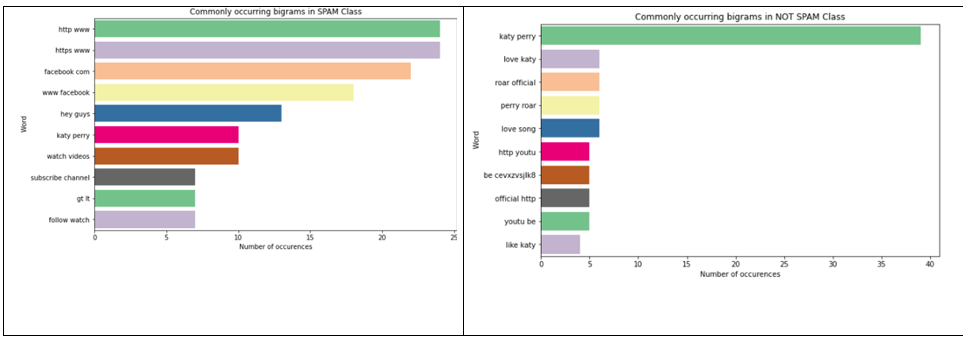 Commonly occurring bigrams in SPAM Class
http www
https www
facebook com
www facebook
hey guys
katy perry
watch videos
subscribe channel
gt lt
follow watch
Word
0 5 10 15 20 25
Number of occurences
Commonly occurring bigrams in NOT SPAM Class
katy perry
love katy
roar official
perry roar
love song
http youtu
be cevxzvsjlk8
official http
youtu be
like katy
Word
0 5 10 15 20 25 30 35 40
Number of occurences